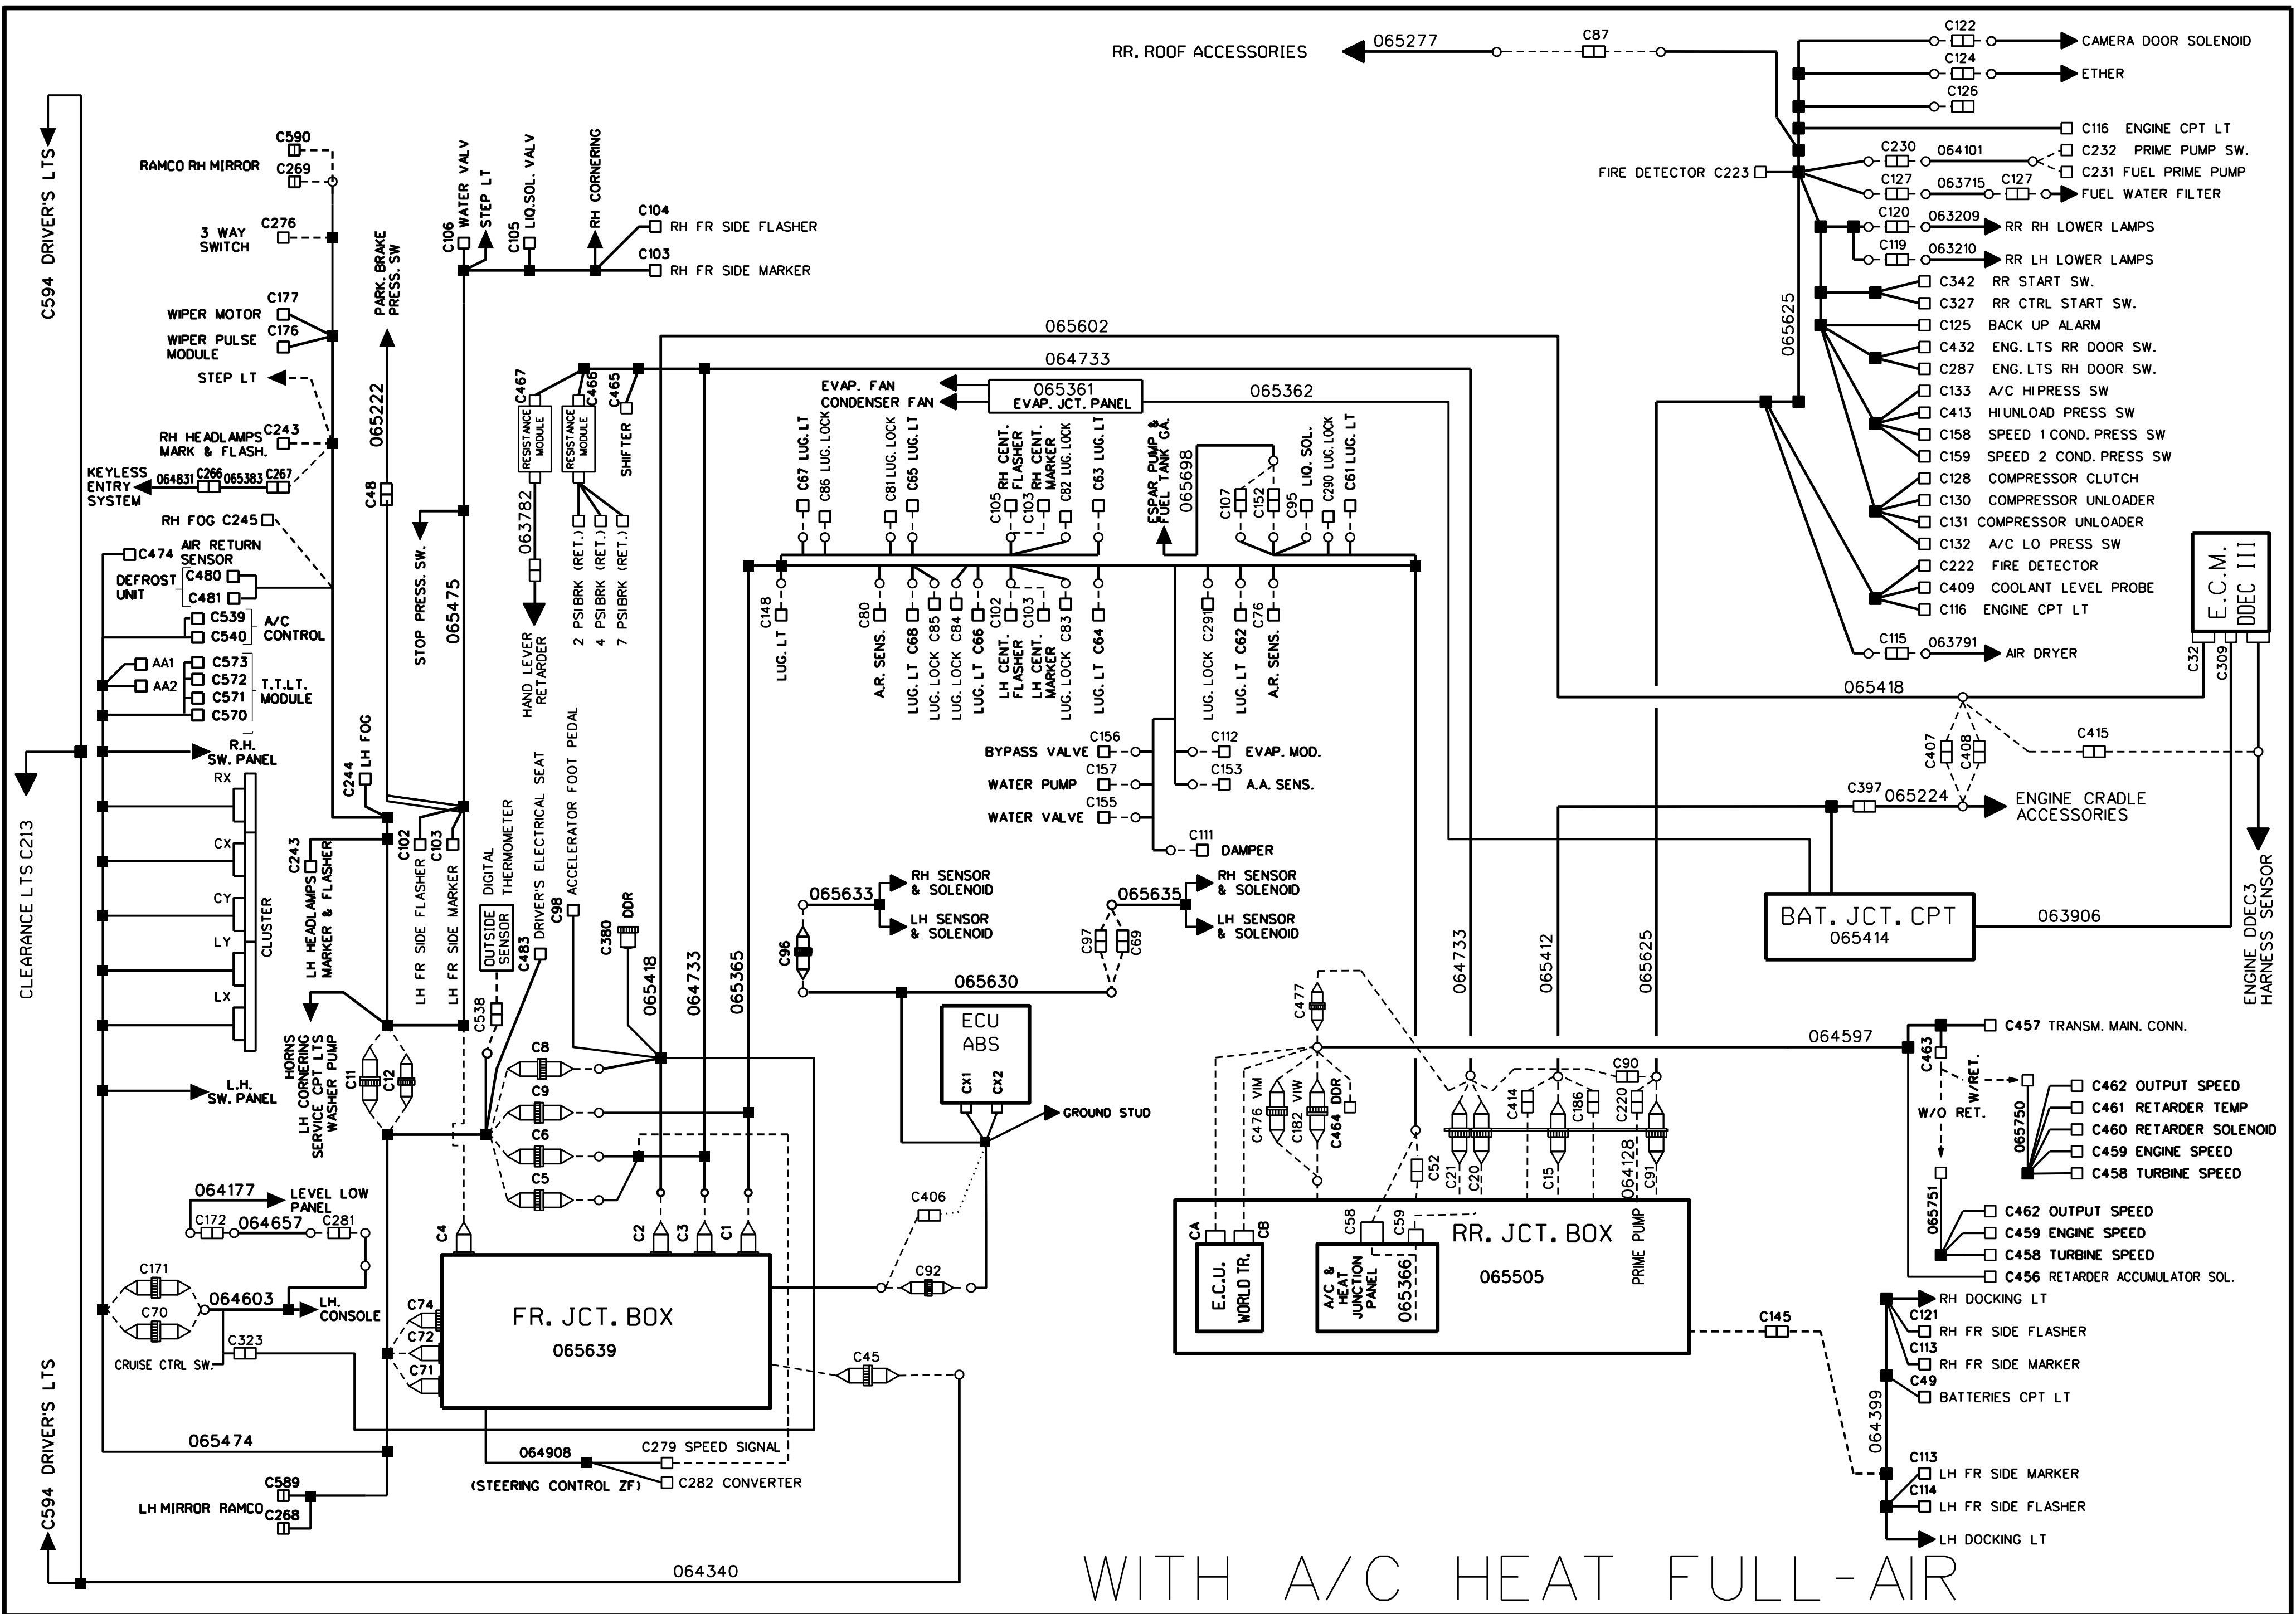 RR. ROOF ACCESSORIES
065277
C87
C122
CAMERA DOOR SOLENOID
C124
ETHER
C126
C116 ENGINE CPT LT
C230
064101
C232 PRIME PUMP SW.
C231 FUEL PRIME PUMP
FIRE DETECTOR C223
C127
063715
C127
FUEL WATER FILTER
C120
063209
RR RH LOWER LAMPS
C119
063210
RR LH LOWER LAMPS
C342 RR START SW.
C327 RR CTRL START SW.
C125 BACK UP ALARM
C432 ENG. LTS RR DOOR SW.
C287 ENG. LTS RH DOOR SW.
C133 A/C HI PRESS SW
C413 HI UNLOAD PRESS SW
C158 SPEED 1 COND. PRESS SW
C159 SPEED 2 COND. PRESS SW
C128 COMPRESSOR CLUTCH
C130 COMPRESSOR UNLOADER
C131 COMPRESSOR UNLOADER
C132 A/C LO PRESS SW
C222 FIRE DETECTOR
C409 COOLANT LEVEL PROBE
C116 ENGINE CPT LT
C115
063791
AIR DRYER
065625
E.C.M.
DDEC III
C32
C309
C594 DRIVER'S LTS
C590
RAMCO RH MIRROR
C269
3 WAY
SWITCH
C276
WIPER MOTOR
C177
WIPER PULSE
MODULE
C176
STEP LT
RH HEADLAMPS
MARK & FLASH.
C243
KEYLESS
ENTRY
SYSTEM
064831
C266
065383
C267
RH FOG C245
C474
AIR RETURN
SENSOR
DEFROST
UNIT
C480
C481
C539
C540
A/C
CONTROL
AA1
AA2
C573
C572
C571
C570
T.T.L.T.
MODULE
R.H.
SW. PANEL
RX
CX
CY
LY
LX
CLUSTER
L.H.
SW. PANEL
CLEARANCE LTS C213
PARK. BRAKE
PRESS. SW
065222
C48
C106
WATER VALV
STEP LT
C105
LIQ.SOL. VALV
RH CORNERING
C104
RH FR SIDE FLASHER
C103
RH FR SIDE MARKER
STOP PRESS. SW.
065475
C244
LH FOG
C243
LH HEADLAMPS
MARKER & FLASHER
C102
LH FR SIDE FLASHER
C103
LH FR SIDE MARKER
HORNS
LH CORNERING
SERVICE CPT LTS
WASHER PUMP
C11
C12
C467
RESISTANCE
MODULE
C466
RESISTANCE
MODULE
C465
SHIFTER
063782
HAND LEVER
RETARDER
2 PSI BRK (RET.)
4 PSI BRK (RET.)
7 PSI BRK (RET.)
DIGITAL
THERMOMETER
OUTSIDE
SENSOR
C538
C483
DRIVER'S ELECTRICAL SEAT
C98
ACCELERATOR FOOT PEDAL
C380
DDR
065418
064733
065365
065602
064733
EVAP. FAN
CONDENSER FAN
065361
EVAP. JCT. PANEL
065362
C67 LUG. LT
C86 LUG. LOCK
C81 LUG. LOCK
C65 LUG. LT
C105
RH CENT.
FLASHER
C103
RH CENT.
MARKER
C82 LUG. LOCK
C63 LUG. LT
ESPAR PUMP &
FUEL TANK GA.
065698
C107
C152
C95
LIQ. SOL.
C290 LUG. LOCK
C61 LUG. LT
C148
LUG. LT
C80
A.R. SENS.
LUG. LT C68
LUG. LOCK C85
LUG. LOCK C84
LUG. LT C66
C102
LH CENT.
FLASHER
C103
LH CENT.
MARKER
LUG. LOCK C83
LUG. LT C64
LUG. LOCK C291
LUG. LT C62
C76
A.R. SENS.
BYPASS VALVE
C156
WATER PUMP
C157
WATER VALVE
C155
C112
EVAP. MOD.
C153
A.A. SENS.
C111
DAMPER
065633
RH SENSOR
& SOLENOID
LH SENSOR
& SOLENOID
065635
RH SENSOR
& SOLENOID
LH SENSOR
& SOLENOID
C96
C97
C69
065630
ECU
ABS
CX1
CX2
GROUND STUD
C406
C92
C45
065418
C407
C408
C415
C397
065224
ENGINE CRADLE
ACCESSORIES
BAT. JCT. CPT
065414
063906
ENGINE DDEC3
HARNESS SENSOR
064733
065412
065625
C477
064597
C476 VIM
C182 VIW
C464 DDR
C52
C21
C20
C414
C15
C186
C220
C90
064128
C91
PRIME PUMP
RR. JCT. BOX
065505
CA
CB
E.C.U.
WORLD TR.
C58
C59
A/C &
HEAT
JUNCTION
PANEL
065366
C457 TRANSM. MAIN. CONN.
C463
W/RET.
W/O RET.
065750
C462 OUTPUT SPEED
C461 RETARDER TEMP
C460 RETARDER SOLENOID
C459 ENGINE SPEED
C458 TURBINE SPEED
065751
C462 OUTPUT SPEED
C459 ENGINE SPEED
C458 TURBINE SPEED
C456 RETARDER ACCUMULATOR SOL.
C145
RH DOCKING LT
C121
RH FR SIDE FLASHER
C113
RH FR SIDE MARKER
C49
BATTERIES CPT LT
064399
C113
LH FR SIDE MARKER
C114
LH FR SIDE FLASHER
LH DOCKING LT
C8
C9
C6
C5
C4
C2
C3
C1
FR. JCT. BOX
065639
C74
C72
C71
064177
LEVEL LOW
PANEL
C172
064657
C281
C171
C70
064603
LH.
CONSOLE
C323
CRUISE CTRL SW.
065474
064908
C279 SPEED SIGNAL
(STEERING CONTROL ZF)
C282 CONVERTER
C589
LH MIRROR RAMCO
C268
C594 DRIVER'S LTS
064340
WITH A/C HEAT FULL-AIR